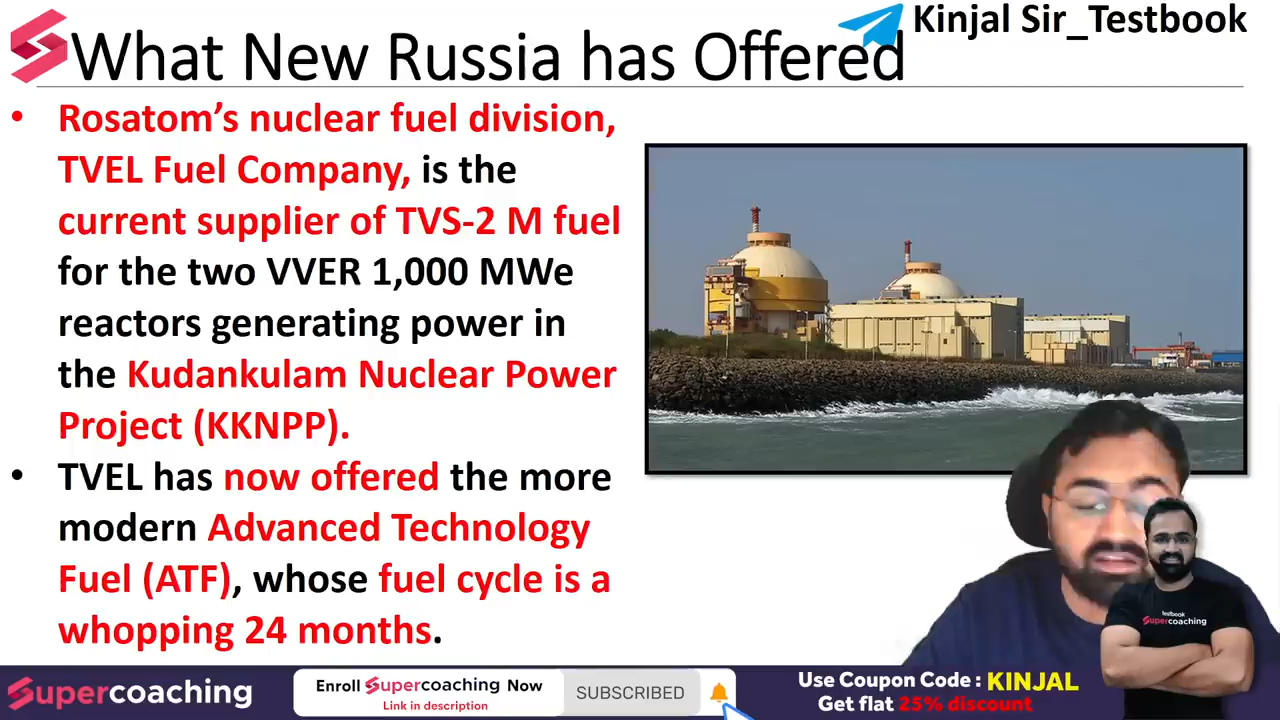 Kinjal Sir_Testbook
What New Russia has Offered
• Rosatom’s nuclear fuel division,
TVEL Fuel Company, is the
current supplier of TVS-2 M fuel
for the two VVER 1,000 MWe
reactors generating power in
the Kudankulam Nuclear Power
Project (KKNPP).
• TVEL has now offered the more
modern Advanced Technology
Fuel (ATF), whose fuel cycle is a
whopping 24 months.
testbook
Supercoaching
Supercoaching
Enroll Supercoaching Now
Link in description
SUBSCRIBED
Use Coupon Code : KINJAL
Get flat 25% discount